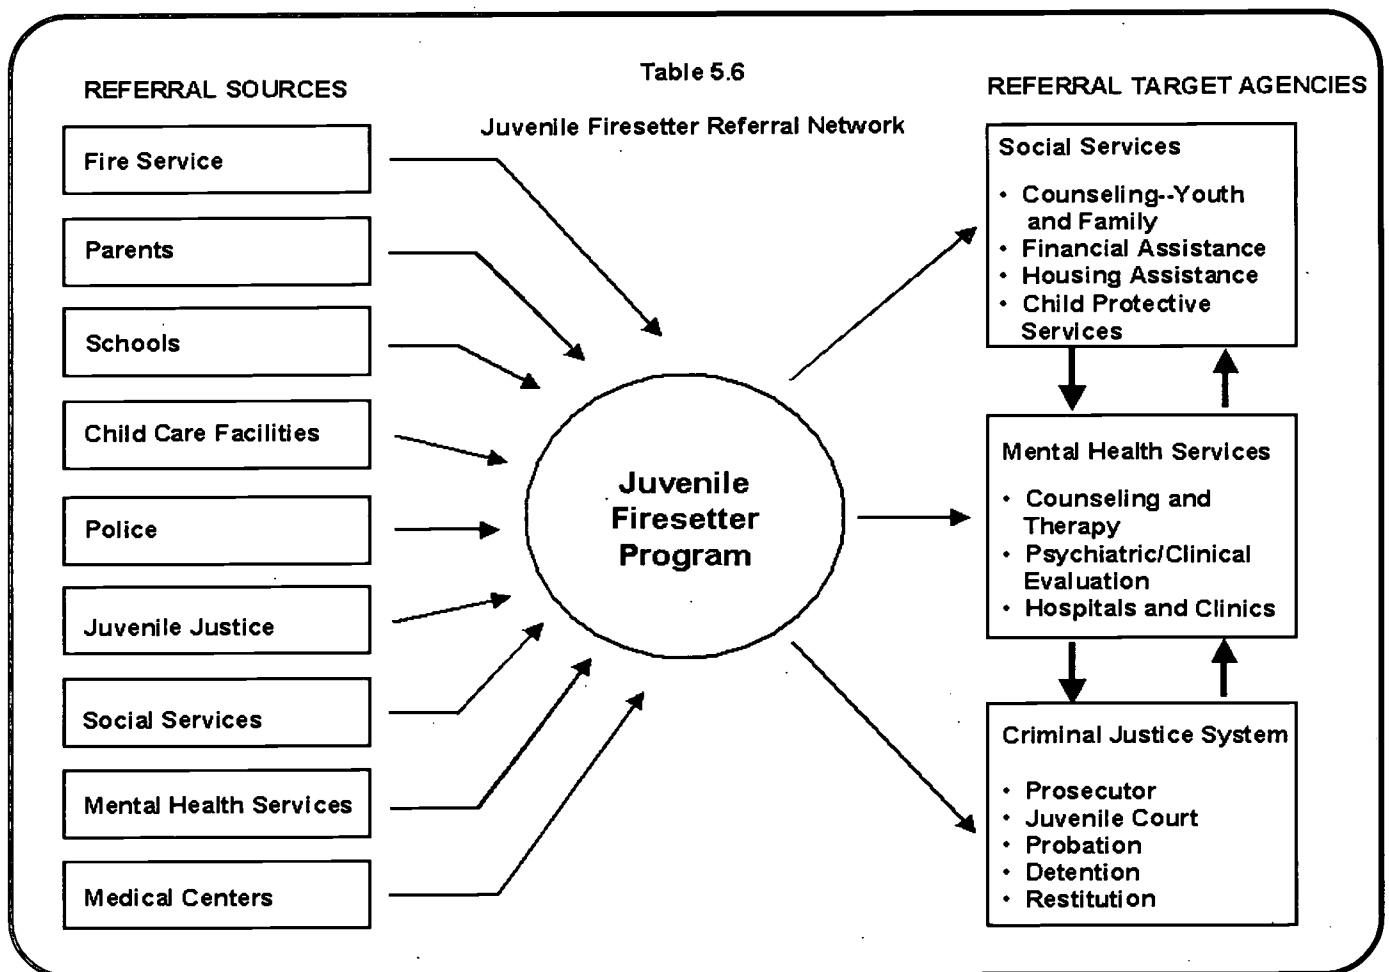 Table 5.6
Juvenile Firesetter Referral Network
REFERRAL SOURCES
Fire Service
Parents
Schools
Child Care Facilities
Police
Juvenile Justice
Social Services
Mental Health Services
Medical Centers
Juvenile
Firesetter
Program
REFERRAL TARGET AGENCIES
Social Services
• Counseling--Youth
and Family
• Financial Assistance
• Housing Assistance
• Child Protective
Services
Mental Health Services
• Counseling and
Therapy
• Psychiatric/Clinical
Evaluation
• Hospitals and Clinics
Criminal Justice System
• Prosecutor
• Juvenile Court
• Probation
• Detention
• Restitution